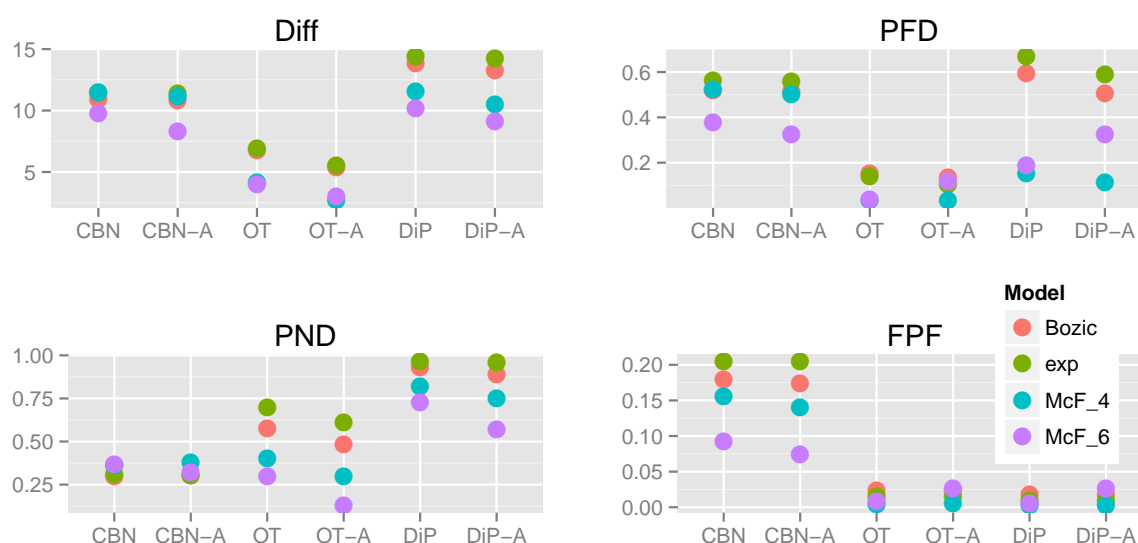 Diff
15
10
5
CBN CBN−A OT OT−A DiP DiP−A
PFD
0.6
0.4
0.2
CBN CBN−A OT OT−A DiP DiP−A
PND
1.00
0.75
0.50
0.25
CBN CBN−A OT OT−A DiP DiP−A
FPF
0.20
0.15
0.10
0.05
0.00
CBN CBN−A OT OT−A DiP DiP−A
Model
Bozic
exp
McF_4
McF_6